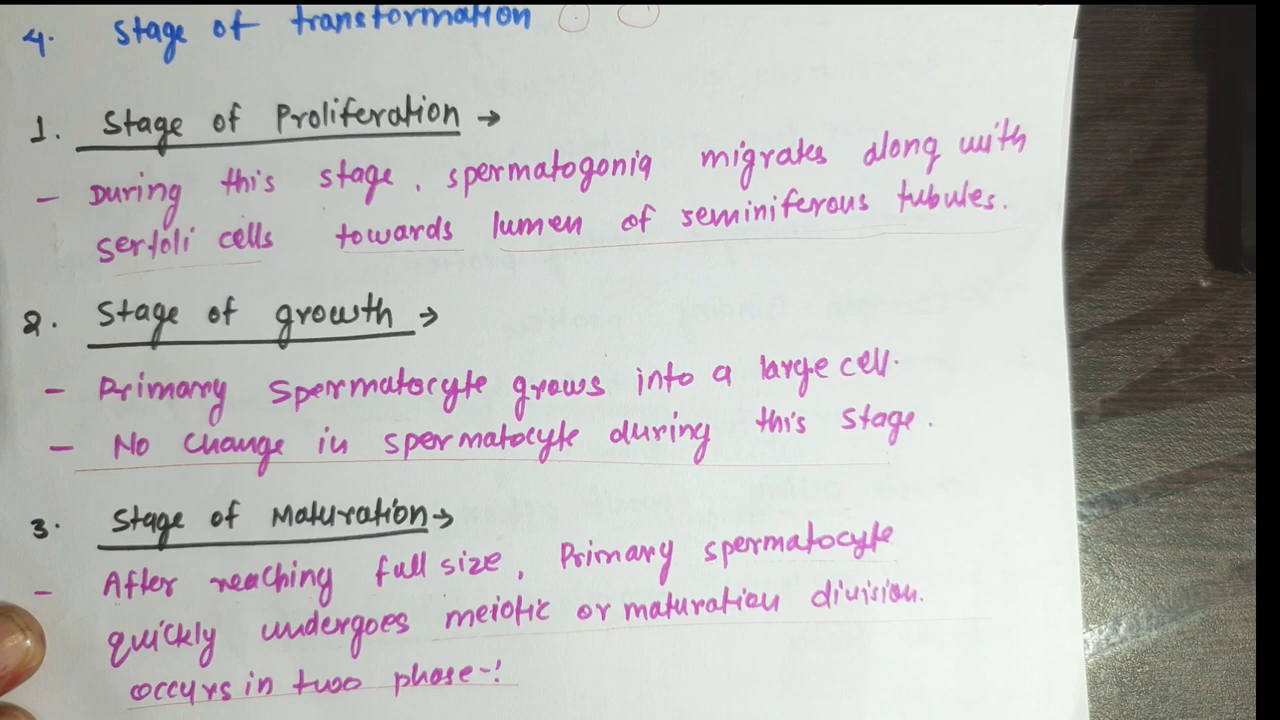 4. Stage of transformation
1. Stage of Proliferation →
- During this stage, spermatogonia migrates along with
sertoli cells towards lumen of seminiferous tubules.
2. Stage of growth →
- Primary spermatocyte grows into a large cell.
- No change in spermatocyte during this stage.
3. Stage of Maturation →
- After reaching full size, Primary spermatocyte
quickly undergoes meiotic or maturation division.
occurs in two phase-: